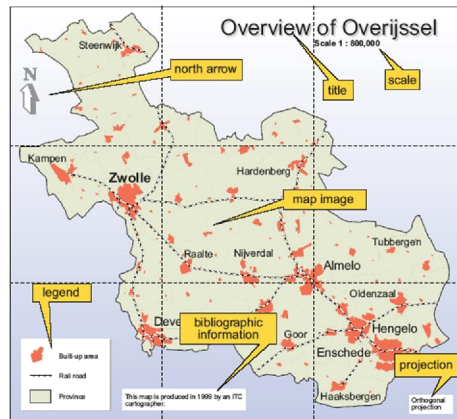 Overview of Overijssel
Scale 1 : 800,000
Steenwijk
north arrow
scale
title
N
Kampen
Zwolle
Hardenberg
map image
Tubbergen
Raalte
Nijverdal
Almelo
legend
Oldenzaal
Deve
bibliographic
information
Goor
Hengelo
Enschede
Built-up area
projection
Rail road
Province
This map is produced in 1999 by an ITC
cartographer.
Haaksbergen
Orthogonal
projection